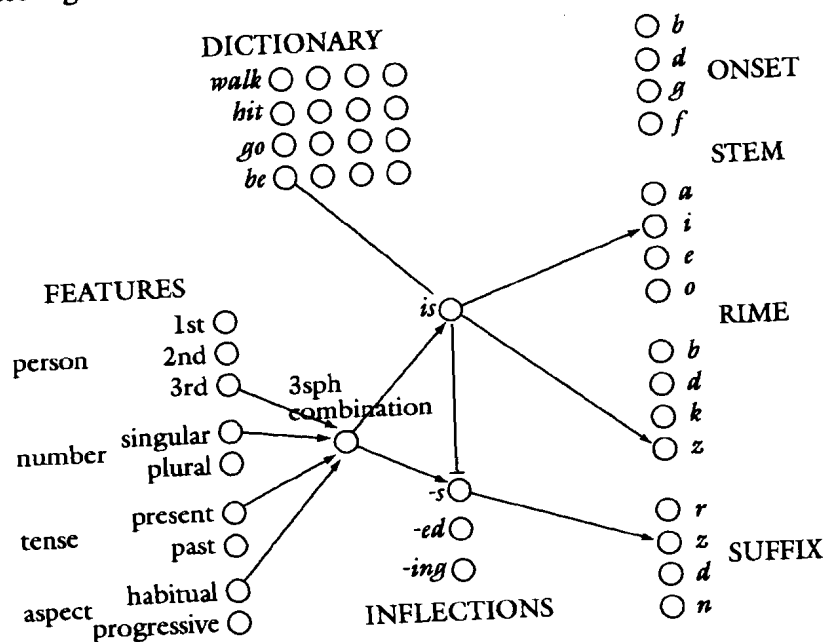 DICTIONARY
walk
hit
go
be
b
d
g
f
ONSET
STEM
a
i
e
o
RIME
b
d
k
z
is
FEATURES
person
1st
2nd
3rd
number
singular
plural
tense
present
past
aspect
habitual
progressive
3sph
combination
-s
-ed
-ing
INFLECTIONS
r
z
d
n
SUFFIX